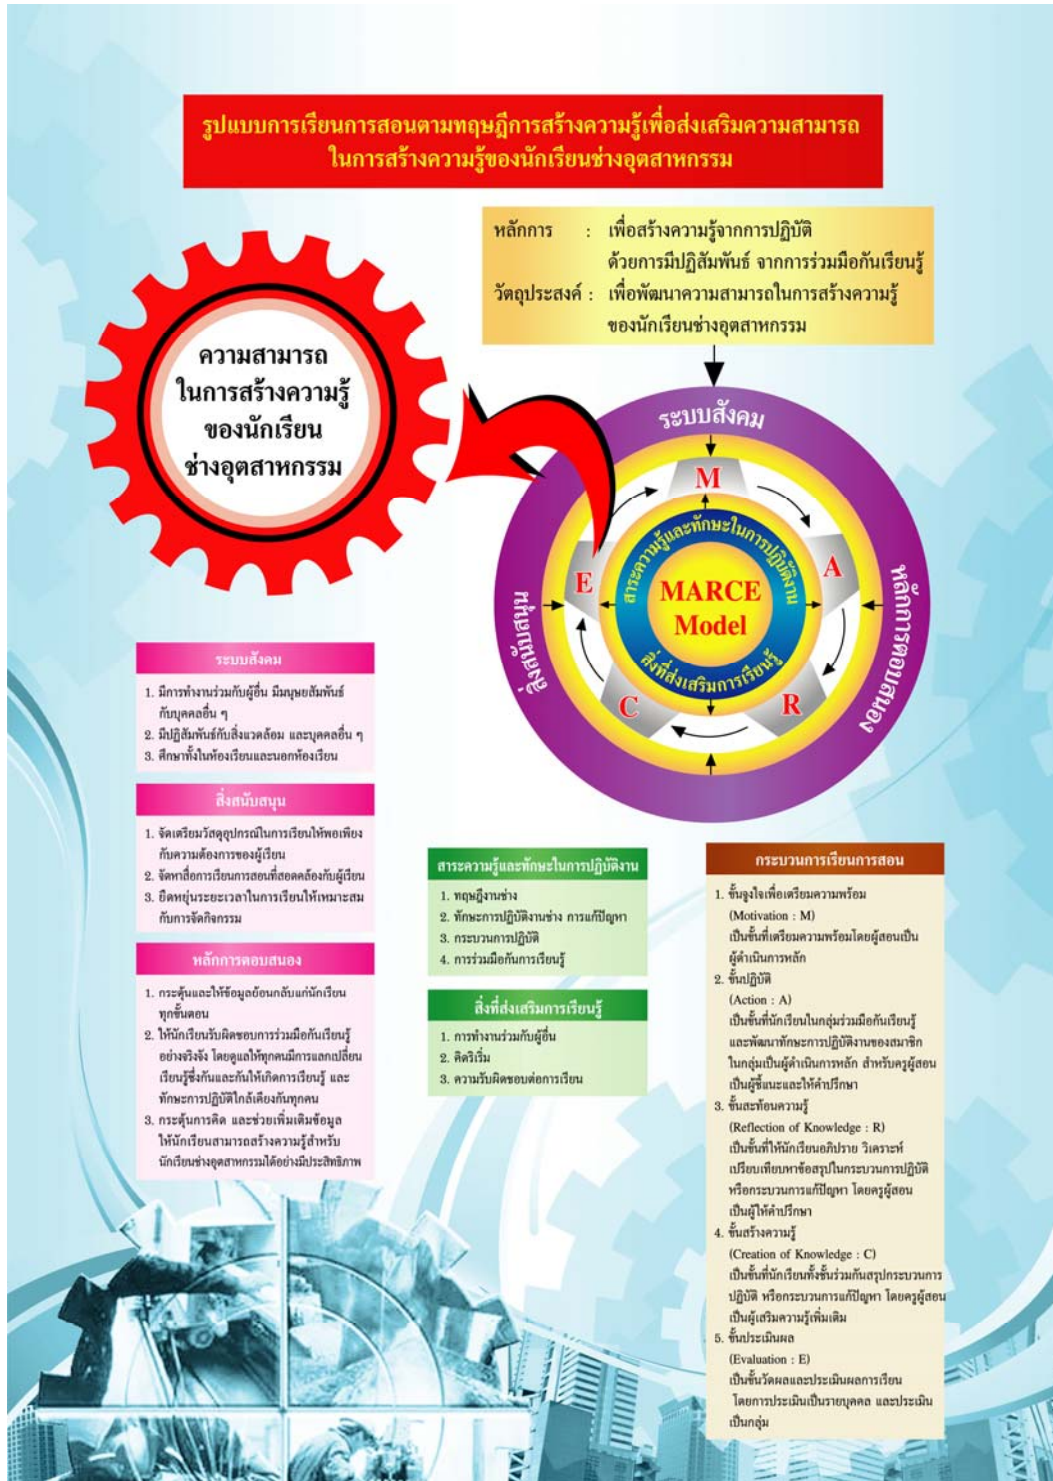 รูปแบบการเรียนการสอนตามทฤษฎีการสร้างความรู้เพื่อส่งเสริมความสามารถ
ในการสร้างความรู้ของนักเรียนช่างอุตสาหกรรม
หลักการ : เพื่อสร้างความรู้จากการปฏิบัติ
ด้วยการมีปฏิสัมพันธ์ จากการร่วมมือกันเรียนรู้
วัตถุประสงค์ : เพื่อพัฒนาความสามารถในการสร้างความรู้
ของนักเรียนช่างอุตสาหกรรม
ความสามารถ
ในการสร้างความรู้
ของนักเรียน
ช่างอุตสาหกรรม
ระบบสังคม
หลักการตอบสนอง
สิ่งสนับสนุน
M
A
R
C
E
สาระความรู้และทักษะในการปฏิบัติงาน
สิ่งที่ส่งเสริมการเรียนรู้
MARCE
Model
ระบบสังคม
1. มีการทำงานร่วมกับผู้อื่น มีมนุษยสัมพันธ์
กับบุคคลอื่น ๆ
2. มีปฏิสัมพันธ์กับสิ่งแวดล้อม และบุคคลอื่น ๆ
3. ศึกษาทั้งในห้องเรียนและนอกห้องเรียน
สิ่งสนับสนุน
1. จัดเตรียมวัสดุอุปกรณ์ในการเรียนให้พอเพียง
กับความต้องการของผู้เรียน
2. จัดหาสื่อการเรียนการสอนที่สอดคล้องกับผู้เรียน
3. ยืดหยุ่นระยะเวลาในการเรียนให้เหมาะสม
กับการจัดกิจกรรม
หลักการตอบสนอง
1. กระตุ้นและให้ข้อมูลย้อนกลับแก่นักเรียน
ทุกขั้นตอน
2. ให้นักเรียนรับผิดชอบการร่วมมือกันเรียนรู้
อย่างจริงจัง โดยดูแลให้ทุกคนมีการแลกเปลี่ยน
เรียนรู้ซึ่งกันและกันให้เกิดการเรียนรู้ และ
ทักษะการปฏิบัติใกล้เคียงกันทุกคน
3. กระตุ้นการคิด และช่วยเพิ่มเติมข้อมูล
ให้นักเรียนสามารถสร้างความรู้สำหรับ
นักเรียนช่างอุตสาหกรรมได้อย่างมีประสิทธิภาพ
สาระความรู้และทักษะในการปฏิบัติงาน
1. ทฤษฎีงานช่าง
2. ทักษะการปฏิบัติงานช่าง การแก้ปัญหา
3. กระบวนการปฏิบัติ
4. การร่วมมือกันการเรียนรู้
สิ่งที่ส่งเสริมการเรียนรู้
1. การทำงานร่วมกับผู้อื่น
2. คิดริเริ่ม
3. ความรับผิดชอบต่อการเรียน
กระบวนการเรียนการสอน
1. ขั้นจูงใจเพื่อเตรียมความพร้อม
(Motivation : M)
เป็นขั้นที่เตรียมความพร้อมโดยผู้สอนเป็น
ผู้ดำเนินการหลัก
2. ขั้นปฏิบัติ
(Action : A)
เป็นขั้นที่นักเรียนในกลุ่มร่วมมือกันเรียนรู้
และพัฒนาทักษะการปฏิบัติงานของสมาชิก
ในกลุ่มเป็นผู้ดำเนินการหลัก สำหรับครูผู้สอน
เป็นผู้ชี้แนะและให้คำปรึกษา
3. ขั้นสะท้อนความรู้
(Reflection of Knowledge : R)
เป็นขั้นที่ให้นักเรียนอภิปราย วิเคราะห์
เปรียบเทียบหาข้อสรุปในกระบวนการปฏิบัติ
หรือกระบวนการแก้ปัญหา โดยครูผู้สอน
เป็นผู้ให้คำปรึกษา
4. ขั้นสร้างความรู้
(Creation of Knowledge : C)
เป็นขั้นที่นักเรียนทั้งชั้นร่วมกันสรุปกระบวนการ
ปฏิบัติ หรือกระบวนการแก้ปัญหา โดยครูผู้สอน
เป็นผู้เสริมความรู้เพิ่มเติม
5. ขั้นประเมินผล
(Evaluation : E)
เป็นขั้นวัดผลและประเมินผลการเรียน
โดยการประเมินเป็นรายบุคคล และประเมิน
เป็นกลุ่ม